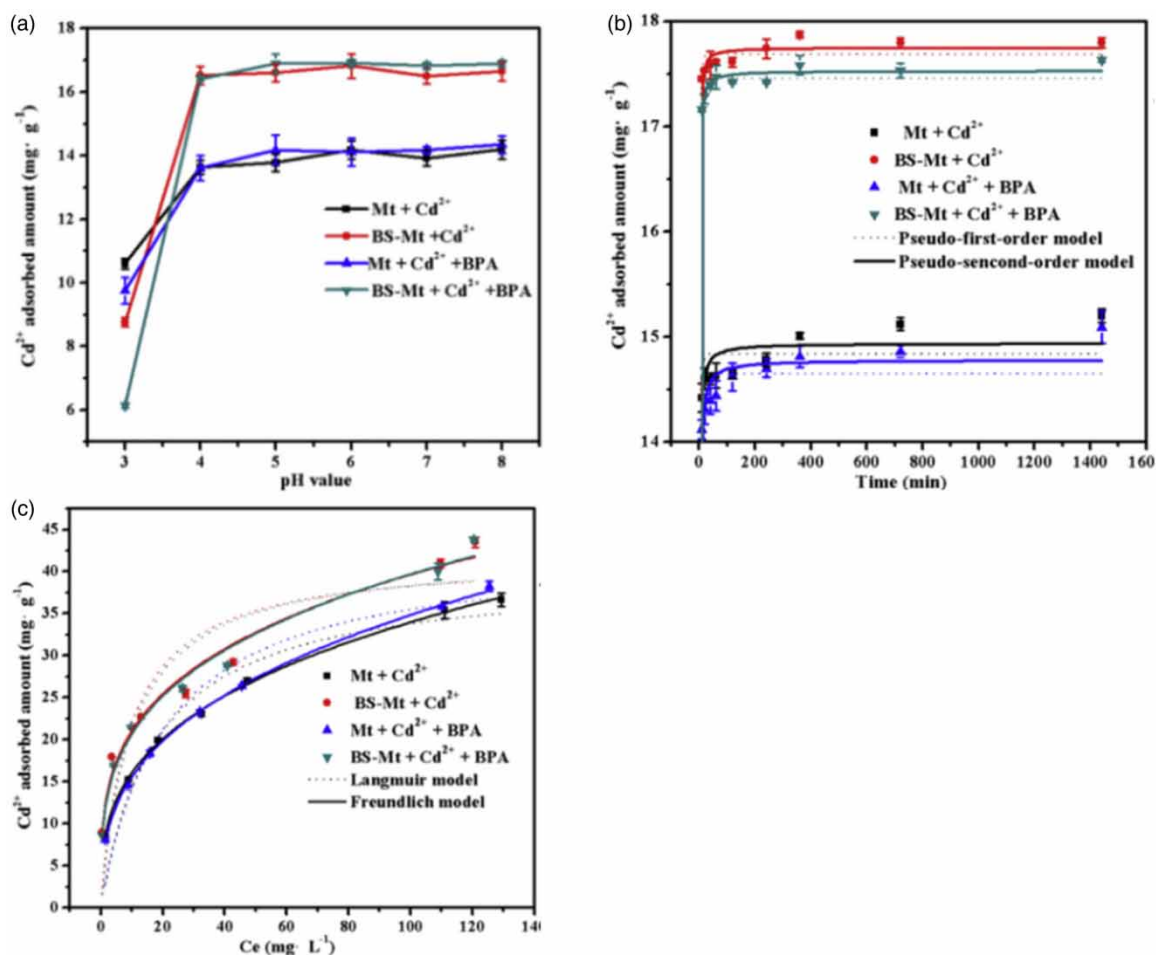 (a)
18
16
14
12
10
8
6
Cd²⁺ adsorbed amount (mg· g⁻¹)
Mt + Cd²⁺
BS-Mt +Cd²⁺
Mt + Cd²⁺ +BPA
BS-Mt + Cd²⁺ +BPA
3 4 5 6 7 8
pH value
(b)
18
17
16
15
14
Cd²⁺ adsorbed amount (mg· g⁻¹)
Mt + Cd²⁺
BS-Mt + Cd²⁺
Mt + Cd²⁺ + BPA
BS-Mt + Cd²⁺ + BPA
Pseudo-first-order model
Pseudo-sencond-order model
0 200 400 600 800 1000 1200 1400 160
Time (min)
(c)
45
40
35
30
25
20
15
10
5
0
Cd²⁺ adsorbed amount (mg· g⁻¹)
Mt + Cd²⁺
BS-Mt + Cd²⁺
Mt + Cd²⁺ + BPA
BS-Mt + Cd²⁺ + BPA
Langmuir model
Freundlich model
0 20 40 60 80 100 120 140
Ce (mg· L⁻¹)